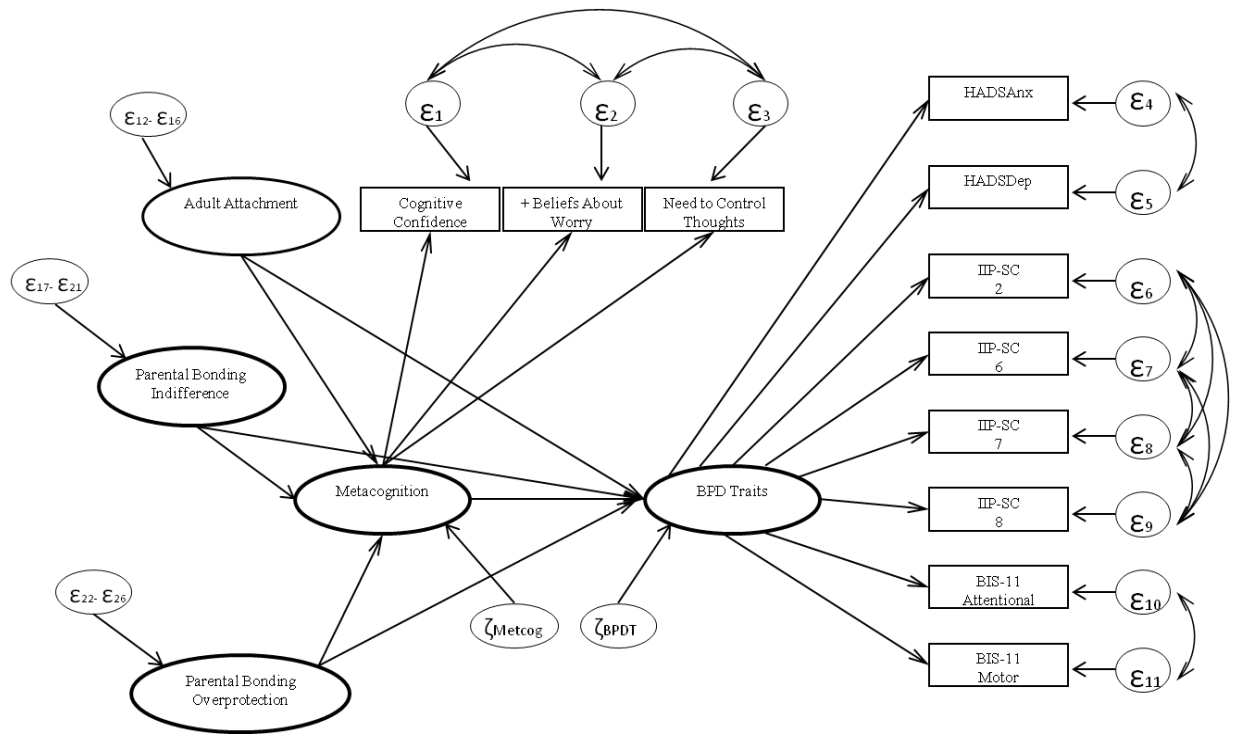 ε1
ε2
ε3
HADSAnx
ε4
ε12- ε16
HADSDep
ε5
Adult Attachment
Cognitive
Confidence
+ Beliefs About
Worry
Need to Control
Thoughts
IIP-SC
2
ε6
ε17- ε21
IIP-SC
6
ε7
Parental Bonding
Indifference
IIP-SC
7
ε8
Metacognition
BPD Traits
IIP-SC
8
ε9
ε22- ε26
BIS-11
Attentional
ε10
ζMetcog
ζBPDT
BIS-11
Motor
ε11
Parental Bonding
Overprotection